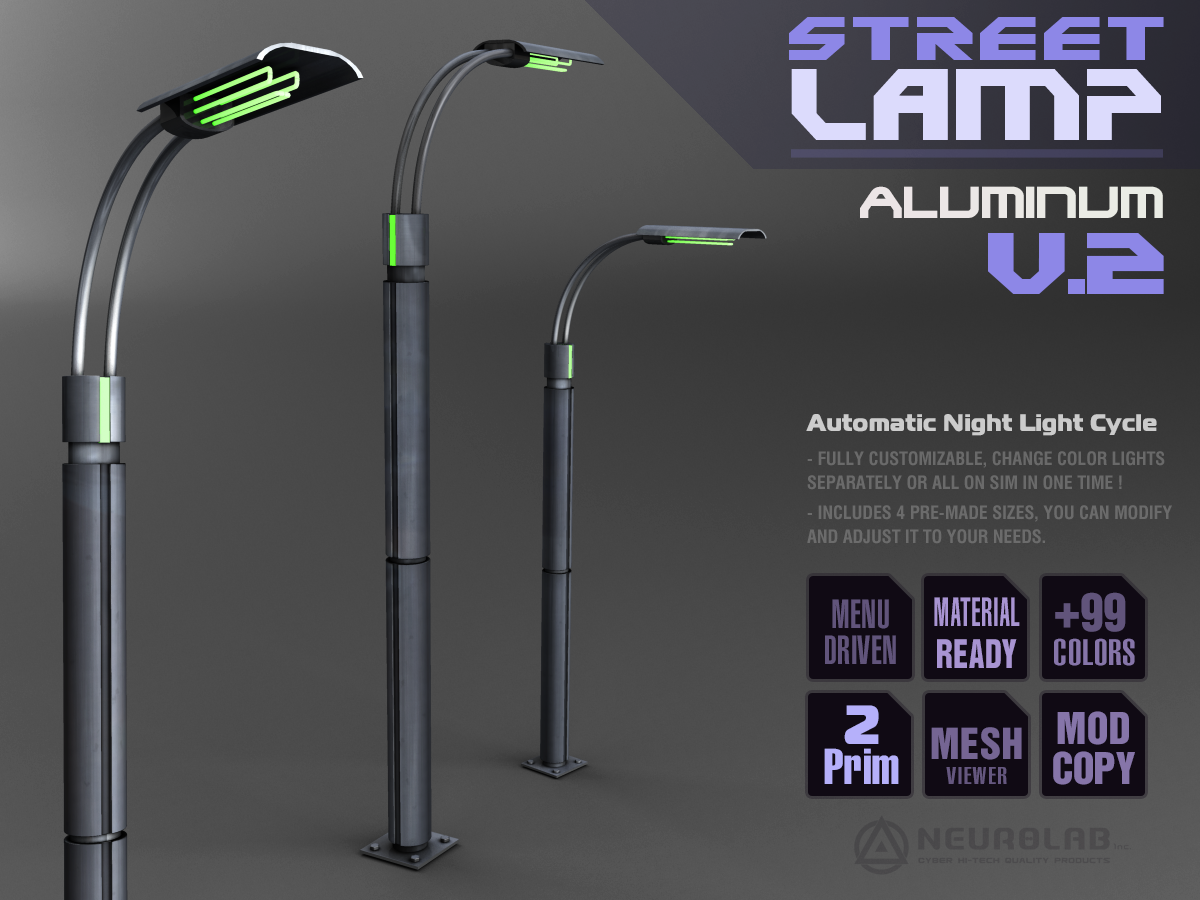 STREET
LAMP
ALUMINUM
V.2
Automatic Night Light Cycle
- FULLY CUSTOMIZABLE, CHANGE COLOR LIGHTS
SEPARATELY OR ALL ON SIM IN ONE TIME !
- INCLUDES 4 PRE-MADE SIZES, YOU CAN MODIFY
AND ADJUST IT TO YOUR NEEDS.
MENU
DRIVEN
MATERIAL
READY
+99
COLORS
2
Prim
MESH
VIEWER
MOD
COPY
NEUROLAB Inc.
CYBER HI-TECH QUALITY PRODUCTS